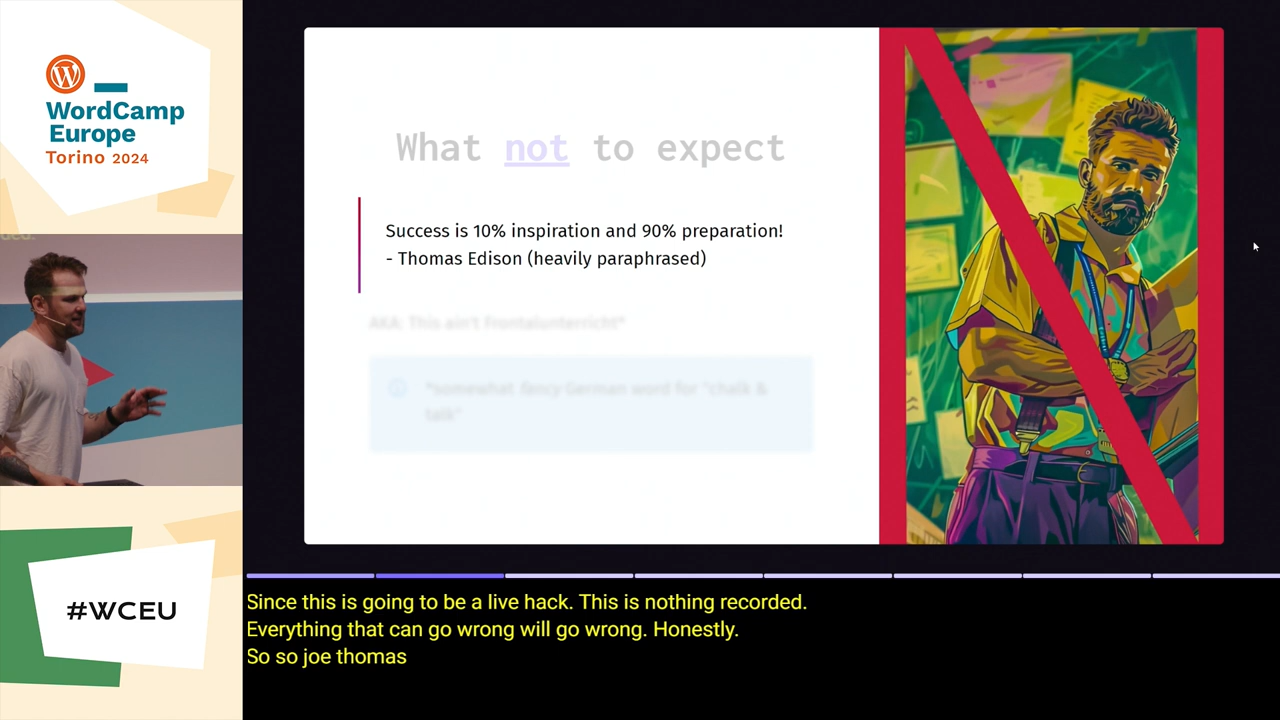 WordCamp
Europe
Torino 2024
deo.
#WCEU
What not to expect
Success is 10% inspiration and 90% preparation!
- Thomas Edison (heavily paraphrased)
AKA: This ain't Frontalunterricht*
*somewhat fancy German word for "chalk &
talk"
Since this is going to be a live hack. This is nothing recorded.
Everything that can go wrong will go wrong. Honestly.
So so joe thomas